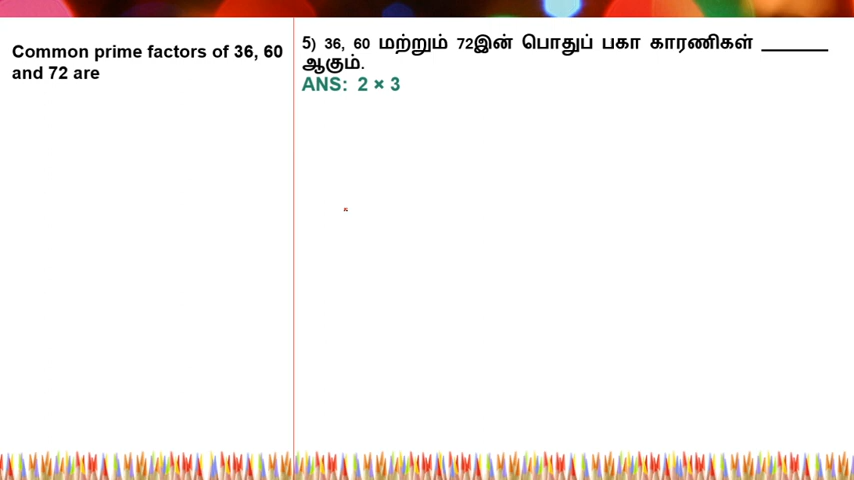 Common prime factors of 36, 60
and 72 are
5) 36, 60 மற்றும் 72இன் பொதுப் பகா காரணிகள் ________
ஆகும்.
ANS: 2 × 3